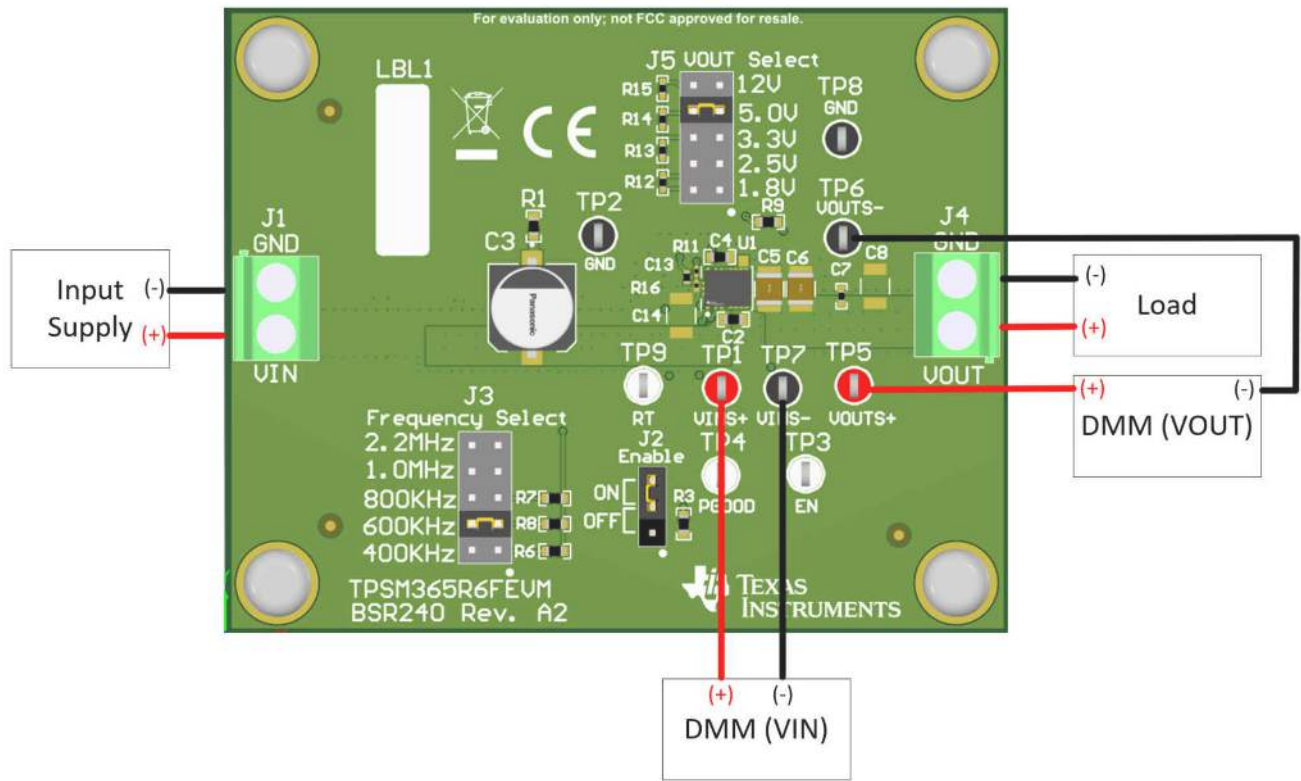 For evaluation only; not FCC approved for resale.
LBL1
J5 VOUT Select
12V
5.0V
3.3V
2.5V
1.8V
R15
R14
R13
R12
TP8
GND
TP6
VOUTS-
R9
R1
C3
Panasonic
TP2
GND
J1
GND
VIN
Input
Supply
(-)
(+)
R11
C4
U1
C13
R16
C14
C2
C5
C6
C7
C8
J4
GND
VOUT
(-)
(+)
Load
(+)
(-)
DMM (VOUT)
TP9
RT
TP1
VINS+
TP7
VINS-
TP5
VOUTS+
J3
Frequency Select
2.2MHz
1.0MHz
800KHz
600KHz
400KHz
R7
R8
R6
J2
Enable
ON
OFF
R3
TP4
PGOOD
TP3
EN
TPSM365R6FEVM
BSR240 Rev. A2
TEXAS
INSTRUMENTS
(+)
(-)
DMM (VIN)